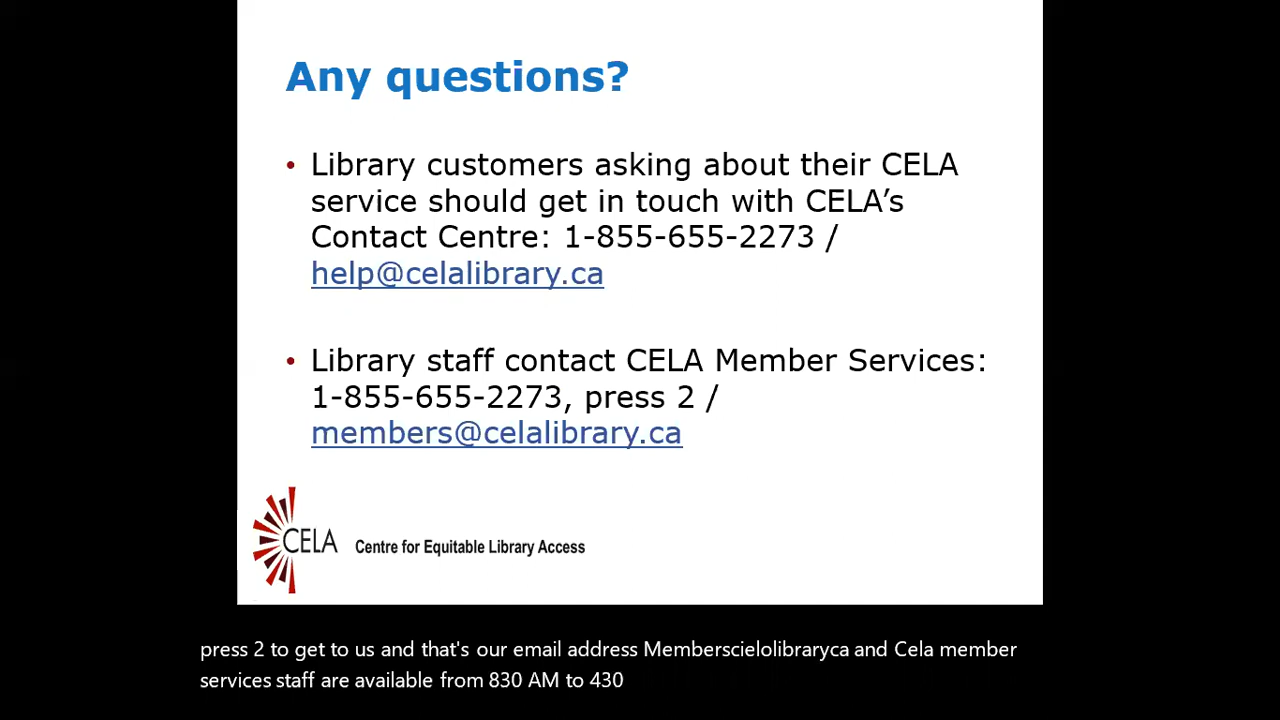 Any questions?
• Library customers asking about their CELA
service should get in touch with CELA’s
Contact Centre: 1-855-655-2273 /
help@celalibrary.ca
• Library staff contact CELA Member Services:
1-855-655-2273, press 2 /
members@celalibrary.ca
CELA Centre for Equitable Library Access
press 2 to get to us and that's our email address Memberscielolibraryca and Cela member
services staff are available from 830 AM to 430